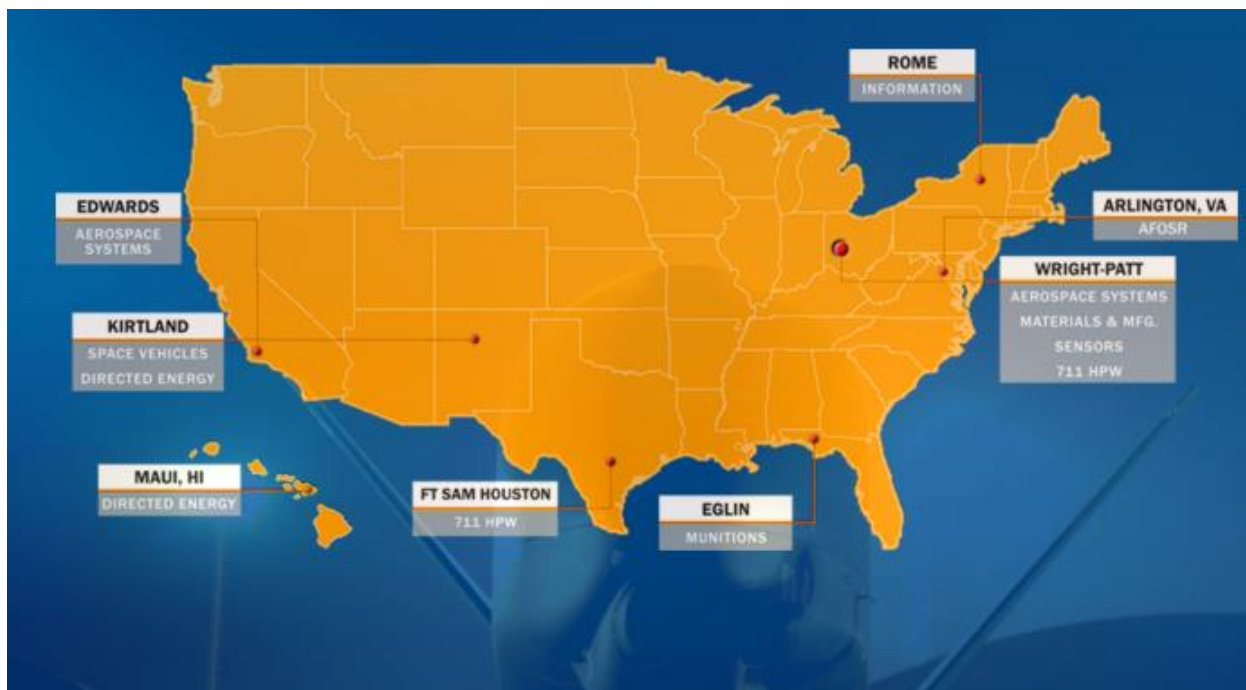 ROME
INFORMATION
EDWARDS
AEROSPACE
SYSTEMS
ARLINGTON, VA
AFOSR
WRIGHT-PATT
AEROSPACE SYSTEMS
MATERIALS & MFG.
SENSORS
711 HPW
KIRTLAND
SPACE VEHICLES
DIRECTED ENERGY
MAUI, HI
DIRECTED ENERGY
FT SAM HOUSTON
711 HPW
EGLIN
MUNITIONS